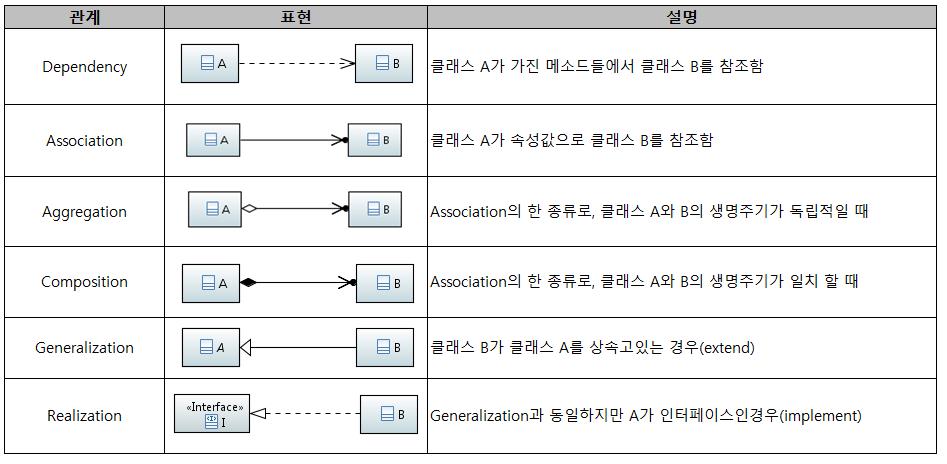 관계 표현 설명
Dependency A B 클래스 A가 가진 메소드들에서 클래스 B를 참조함
Association A B 클래스 A가 속성값으로 클래스 B를 참조함
Aggregation A B Association의 한 종류로, 클래스 A와 B의 생명주기가 독립적일 때
Composition A B Association의 한 종류로, 클래스 A와 B의 생명주기가 일치 할 때
Generalization A B 클래스 B가 클래스 A를 상속고있는 경우(extend)
«Interface»
Realization I B Generalization과 동일하지만 A가 인터페이스인경우(implement)